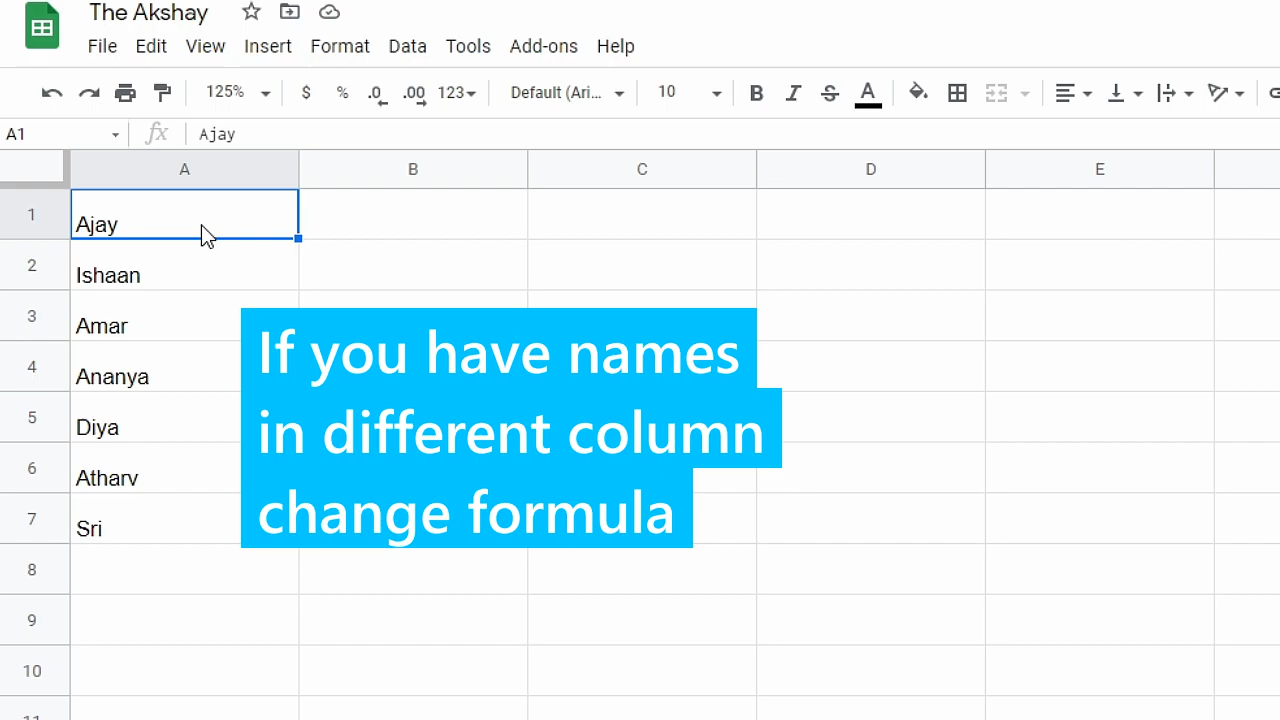 The Akshay
File Edit View Insert Format Data Tools Add-ons Help
125% $ % .0 .00 123 Default (Ari... 10 B I S A
A1 fx Ajay
A B C D E
1 Ajay
2 Ishaan
3 Amar
4 Ananya
5 Diya
6 Atharv
7 Sri
8
9
10
If you have names
in different column
change formula